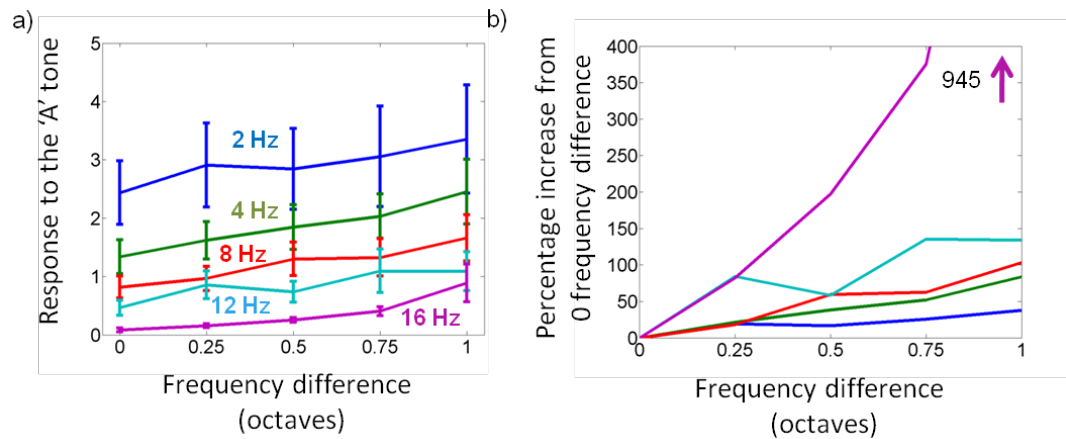 a)
Response to the 'A' tone
5
4
3
2
1
0
2 Hz
4 Hz
8 Hz
12 Hz
16 Hz
0
0.25
0.5
0.75
1
Frequency difference
(octaves)
b)
Percentage increase from
0 frequency difference
400
350
300
250
200
150
100
50
0
945
0
0.25
0.5
0.75
1
Frequency difference
(octaves)